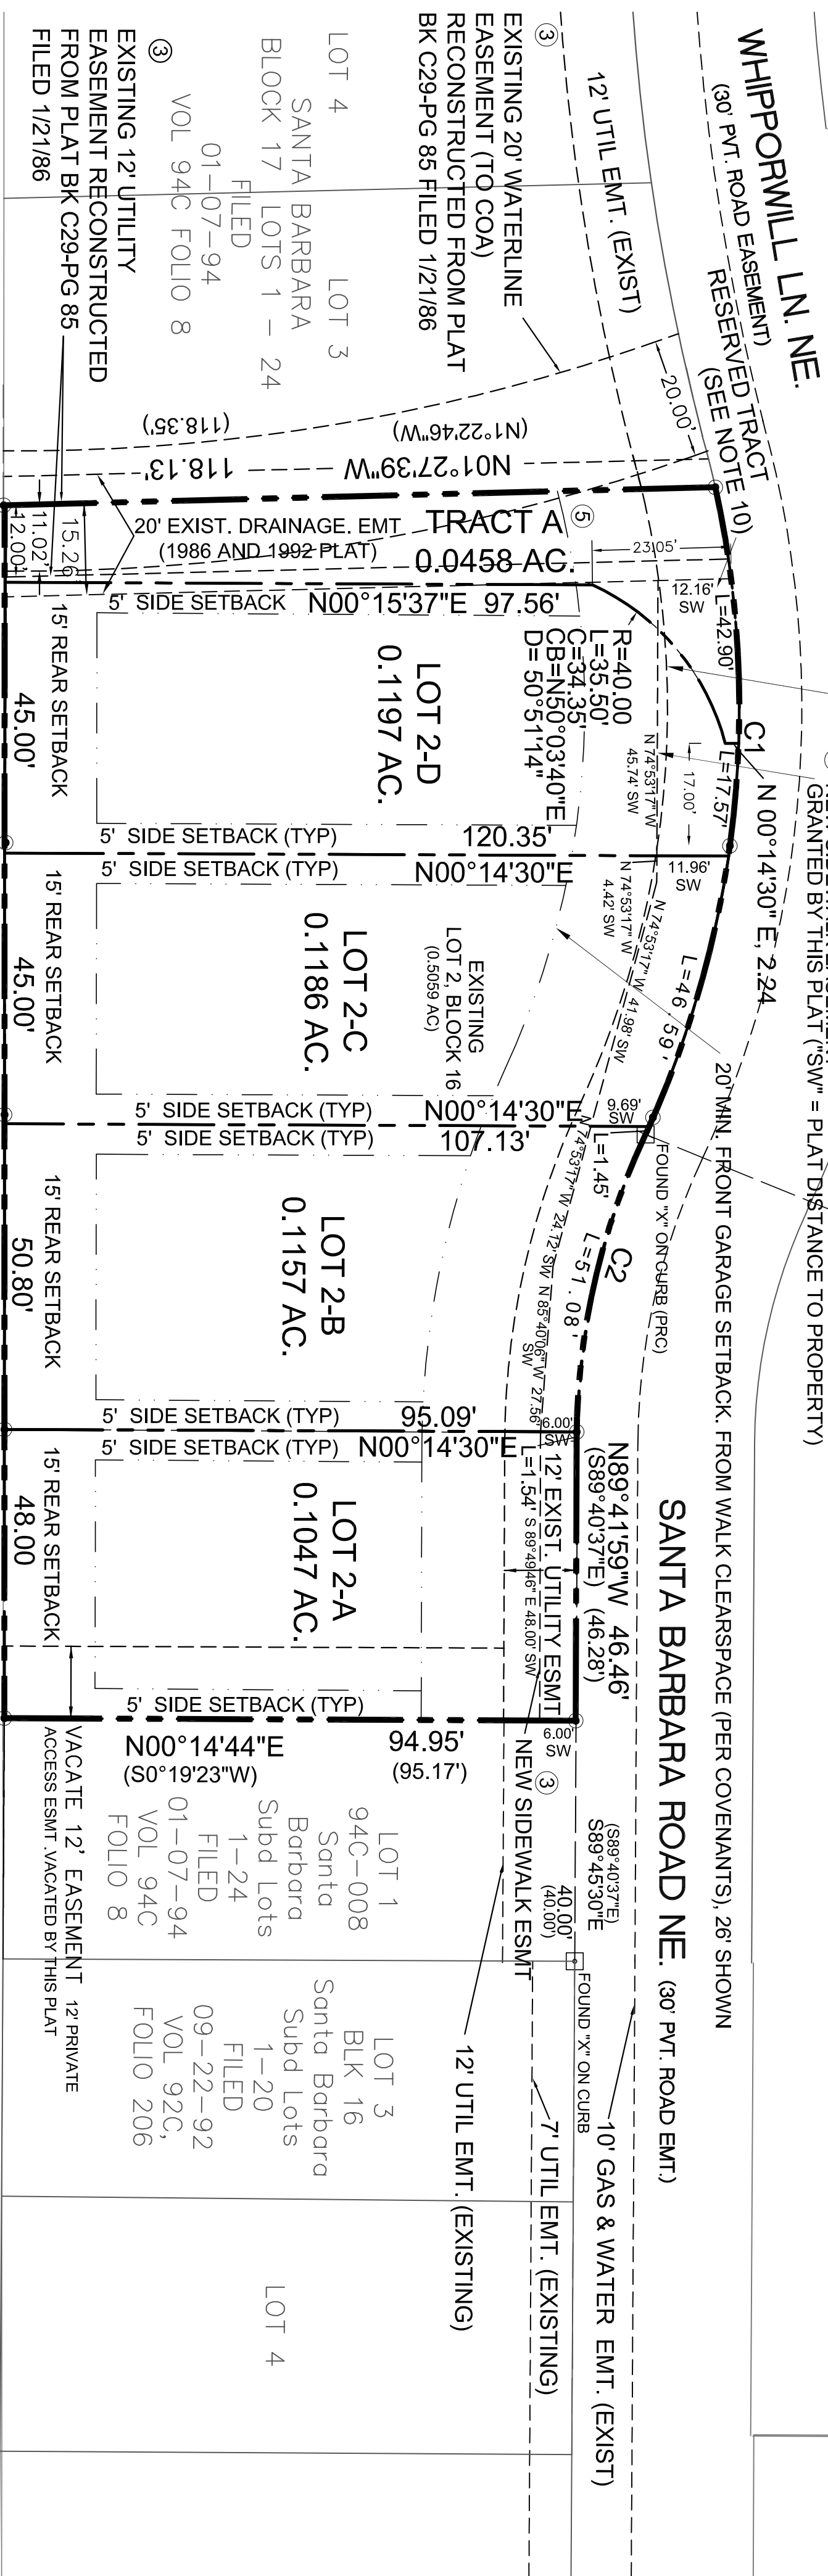 WHIPPORWILL LN. NE.
(30' PVT. ROAD EASEMENT)
RESERVED TRACT
(SEE NOTE 10)
12' UTIL EMT. (EXIST)
③
EXISTING 20' WATERLINE
EASEMENT (TO COA)
RECONSTRUCTED FROM PLAT
BK C29-PG 85 FILED 1/21/86
LOT 4
LOT 3
SANTA BARBARA
BLOCK 17 LOTS 1 - 24
FILED
01-07-94
VOL 94C FOLIO 8
③
EXISTING 12' UTILITY
EASEMENT RECONSTRUCTED
FROM PLAT BK C29-PG 85
FILED 1/21/86
20.00'
(N1°22'46"W)
(118.35')
N01°27'39"W
118.13'
⑤
TRACT A
0.0458 AC.
20' EXIST. DRAINAGE. EMT
(1986 AND 1992 PLAT)
15.26'
11.02'
12.00'
23.05'
12.16'
SW
L=42.90'
5' SIDE SETBACK
N00°15'37"E 97.56'
R=40.00
L=35.50'
C=34.35'
CB=N50°03'40"E
D= 50°51'14"
C1
N 00°14'30" E, 2.24
L=17.57'
17.00'
N 74°53'17" W
45.74' SW
LOT 2-D
0.1197 AC.
15' REAR SETBACK
45.00'
5' SIDE SETBACK (TYP)
120.35'
5' SIDE SETBACK (TYP)
N00°14'30"E
11.96'
SW
N 74°53'17" W
4.42' SW
N 74°53'17" W 41.98' SW
L=46.59'
GRANTED BY THIS PLAT ("SW" = PLAT DISTANCE TO PROPERTY)
20' MIN. FRONT GARAGE SETBACK. FROM WALK CLEARSPACE (PER COVENANTS), 26' SHOWN
EXISTING
LOT 2, BLOCK 16
(0.5059 AC)
LOT 2-C
0.1186 AC.
15' REAR SETBACK
45.00'
5' SIDE SETBACK (TYP)
N00°14'30"E
5' SIDE SETBACK (TYP)
107.13'
9.69'
SW
L=1.45'
FOUND "X" ON CURB (PRC)
N 74°53'17" W 24.72' SW
C2
L=51.08'
N 85°40'06" W 27.56'
SW
LOT 2-B
0.1157 AC.
15' REAR SETBACK
50.80'
5' SIDE SETBACK (TYP)
95.09'
5' SIDE SETBACK (TYP)
N00°14'30"E
6.00'
SW
SANTA BARBARA ROAD NE. (30' PVT. ROAD EMT.)
N89°41'59"W 46.46'
(S89°40'37"E) (46.28')
12' EXIST. UTILITY ESMT
L=1.54' S 89°49'46" E 48.00' SW
LOT 2-A
0.1047 AC.
15' REAR SETBACK
48.00
5' SIDE SETBACK (TYP)
N00°14'44"E
(S0°19'23"W)
94.95'
(95.17')
6.00'
SW
③
NEW SIDEWALK ESMT
VACATE 12' EASEMENT 12' PRIVATE
ACCESS ESMT .VACATED BY THIS PLAT
(S89°40'37"E)
S89°45'30"E
40.00'
(40.00')
FOUND "X" ON CURB
LOT 1
94C-008
Santa
Barbara
Subd Lots
1-24
FILED
01-07-94
VOL 94C
FOLIO 8
LOT 3
BLK 16
Santa Barbara
Subd Lots
1-20
FILED
09-22-92
VOL 92C,
FOLIO 206
12' UTIL EMT. (EXISTING)
7' UTIL EMT. (EXISTING)
10' GAS & WATER EMT. (EXIST)
LOT 4